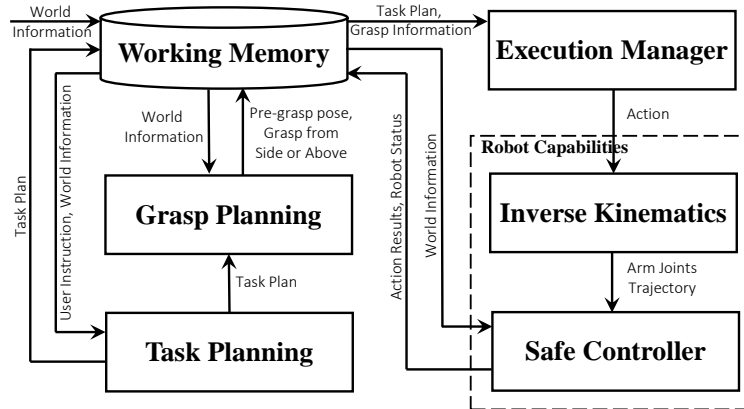 World
Information
Working Memory
Task Plan,
Grasp Information
Execution Manager
World
Information
Pre-grasp pose,
Grasp from
Side or Above
Action
Robot Capabilities
Task Plan
User Instruction, World Information
Action Results, Robot Status
World Information
Grasp Planning
Inverse Kinematics
Task Plan
Arm Joints
Trajectory
Task Planning
Safe Controller